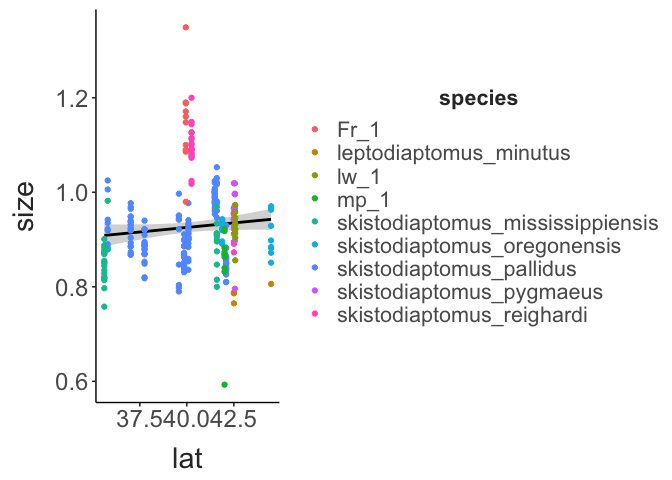 size
1.2
1.0
0.8
0.6
37.540.042.5
lat
species
Fr_1
leptodiaptomus_minutus
lw_1
mp_1
skistodiaptomus_mississippiensis
skistodiaptomus_oregonensis
skistodiaptomus_pallidus
skistodiaptomus_pygmaeus
skistodiaptomus_reighardi